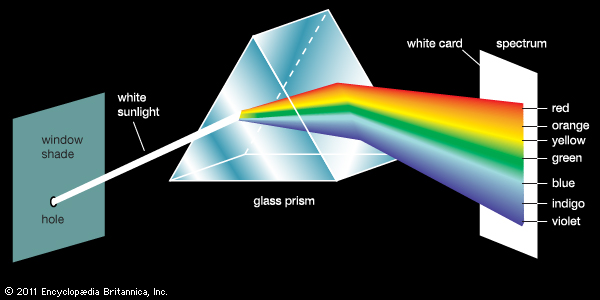 white card
spectrum
white
sunlight
window
shade
hole
glass prism
red
orange
yellow
green
blue
indigo
violet
© 2011 Encyclopædia Britannica, Inc.